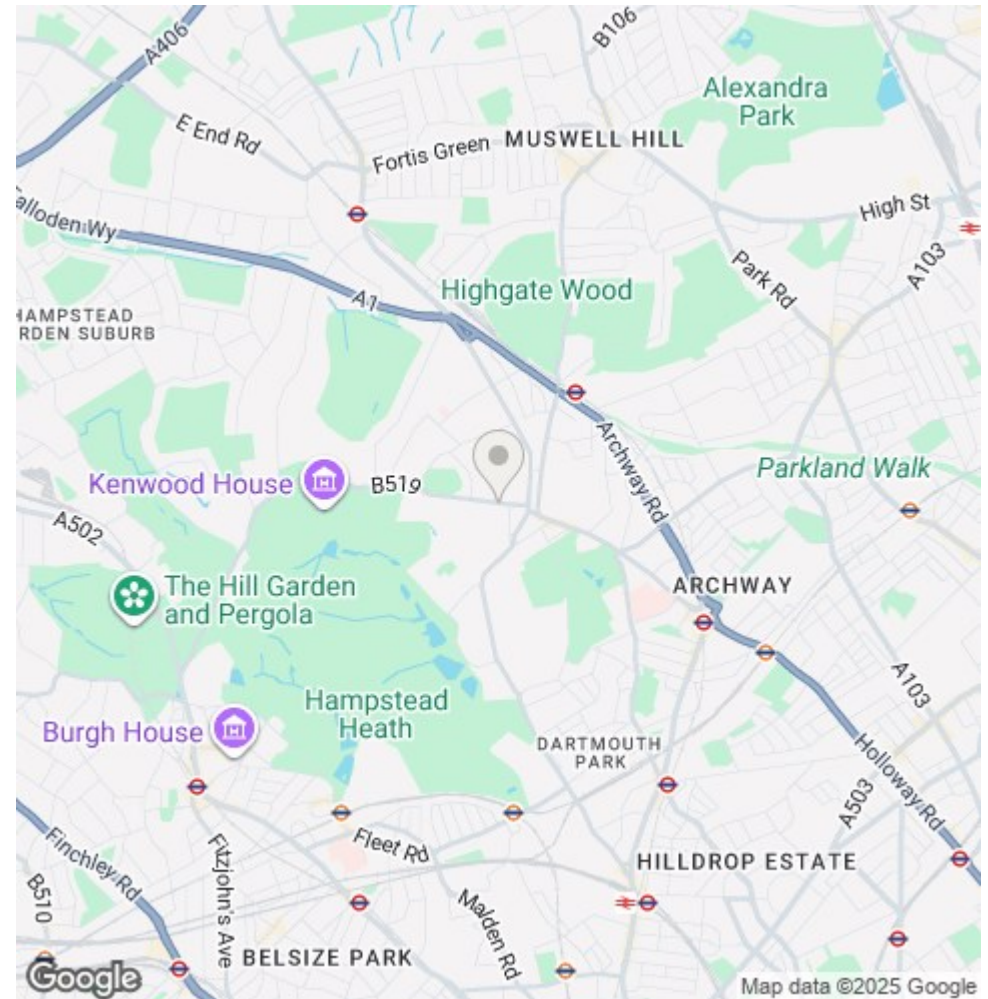 A406
B106
Alexandra
Park
E End Rd
Fortis Green
MUSWELL HILL
High St
alloden Wy
A103
Park Rd
Highgate Wood
A1
HAMPSTEAD
RDEN SUBURB
Archway Rd
Parkland Walk
Kenwood House
B519
A502
The Hill Garden
and Pergola
ARCHWAY
A103
Hampstead
Heath
Burgh House
DARTMOUTH
PARK
Holloway Rd
A503
Fleet Rd
Finchley Rd
Fitzjohn's Ave
HILLDROP ESTATE
B510
Malden Rd
BELSIZE PARK
Google
Map data ©2025 Google